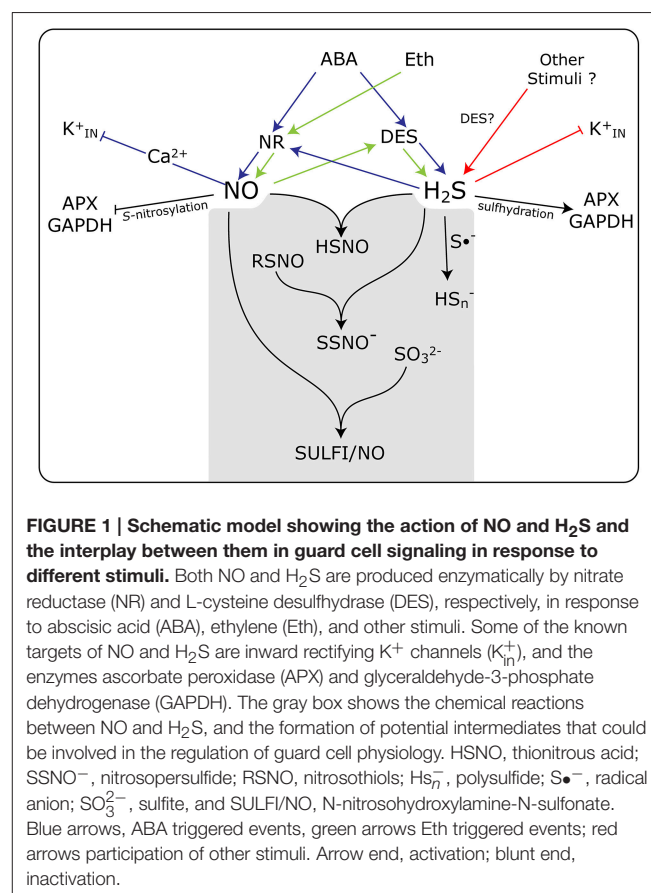 ABA
Eth
Other
Stimuli ?
K⁺IN
Ca²⁺
NR
DES
DES?
K⁺IN
NO
H₂S
APX
GAPDH
S-nitrosylation
sulfhydration
APX
GAPDH
HSNO
S•⁻
RSNO
HSn⁻
SSNO⁻
SO₃²⁻
SULFI/NO
FIGURE 1 | Schematic model showing the action of NO and H₂S and
the interplay between them in guard cell signaling in response to
different stimuli. Both NO and H₂S are produced enzymatically by nitrate
reductase (NR) and L-cysteine desulfhydrase (DES), respectively, in response
to abscisic acid (ABA), ethylene (Eth), and other stimuli. Some of the known
targets of NO and H₂S are inward rectifying K⁺ channels (K⁺in), and the
enzymes ascorbate peroxidase (APX) and glyceraldehyde-3-phosphate
dehydrogenase (GAPDH). The gray box shows the chemical reactions
between NO and H₂S, and the formation of potential intermediates that could
be involved in the regulation of guard cell physiology. HSNO, thionitrous acid;
SSNO⁻, nitrosopersulfide; RSNO, nitrosothiols; Hsn⁻, polysulfide; S•⁻, radical
anion; SO₃²⁻, sulfite, and SULFI/NO, N-nitrosohydroxylamine-N-sulfonate.
Blue arrows, ABA triggered events, green arrows Eth triggered events; red
arrows participation of other stimuli. Arrow end, activation; blunt end,
inactivation.